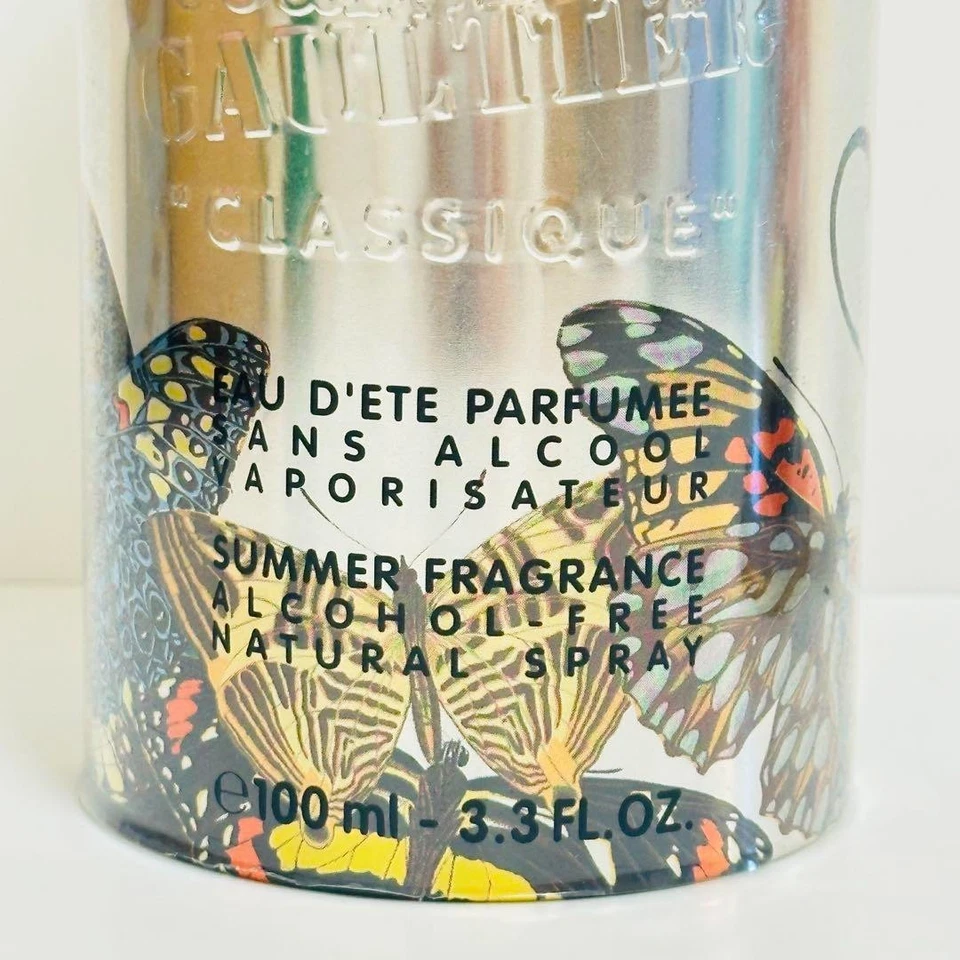 GAULTIER
"CLASSIQUE"
EAU D'ETE PARFUMEE
SANS ALCOOL
VAPORISATEUR
SUMMER FRAGRANCE
ALCOHOL-FREE
NATURAL SPRAY
℮100 ml - 3.3 FL.OZ.